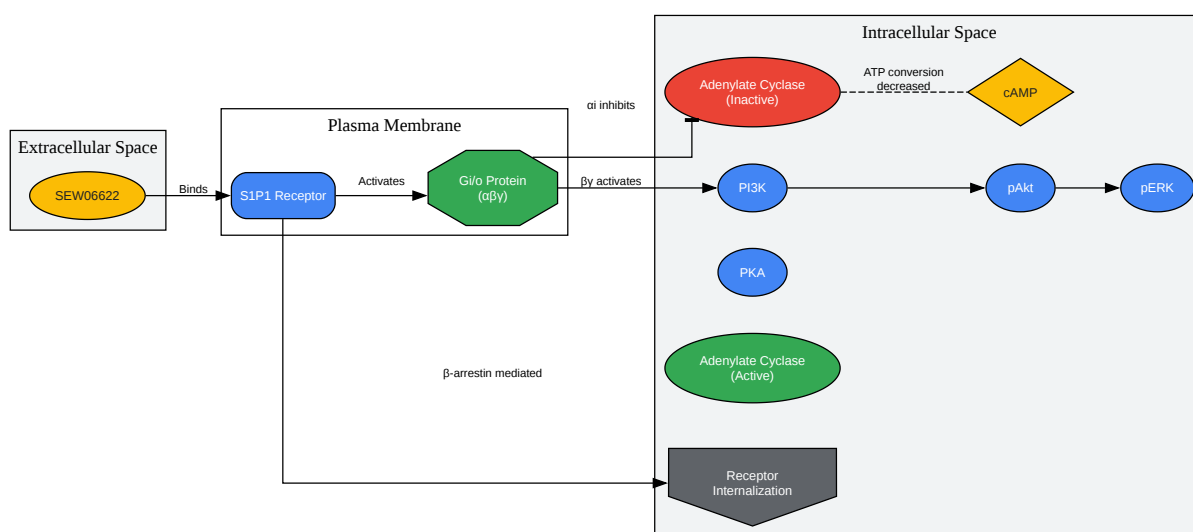 Intracellular Space
Adenylate Cyclase
(Inactive)
ATP conversion
decreased
cAMP
αi inhibits
Plasma Membrane
Extracellular Space
SEW06622
Binds
S1P1 Receptor
Activates
Gi/o Protein
(αβγ)
βγ activates
PI3K
pAkt
pERK
PKA
Adenylate Cyclase
(Active)
β-arrestin mediated
Receptor
Internalization